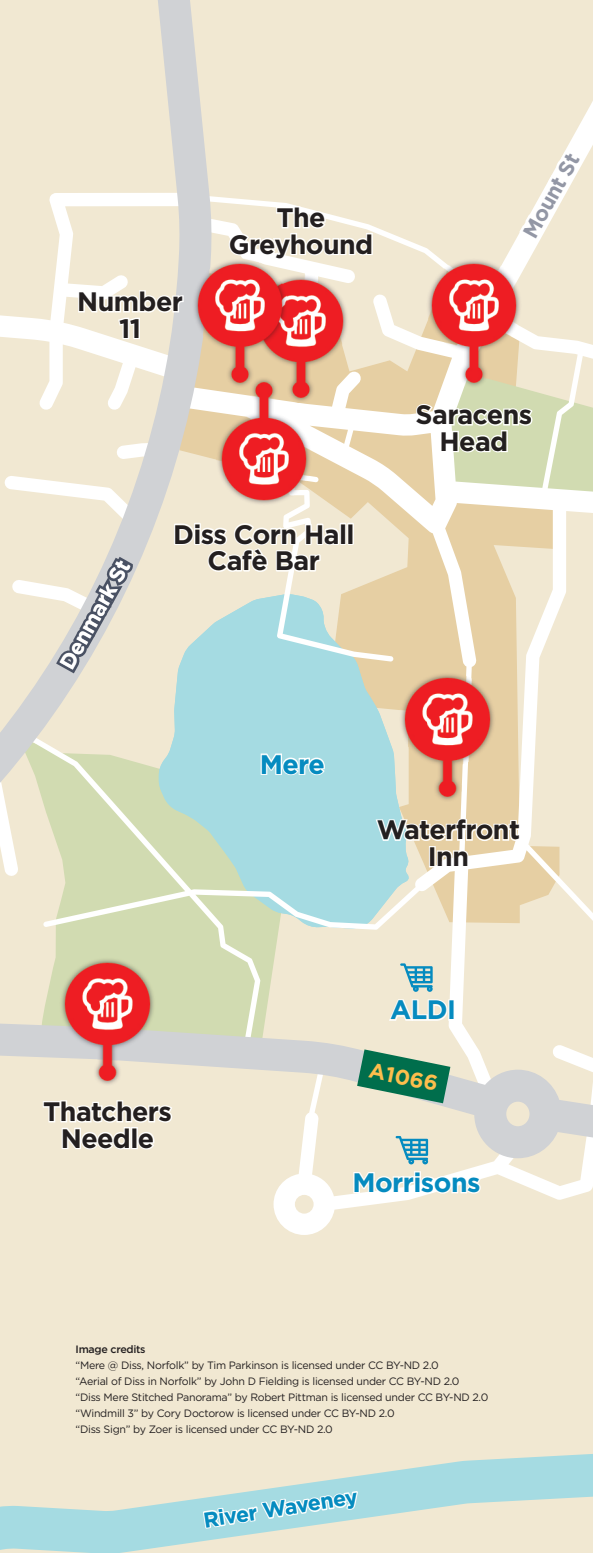 Mount St
The
Greyhound
Number
11
Saracens
Head
Diss Corn Hall
Cafè Bar
Denmark St
Mere
Waterfront
Inn
ALDI
A1066
Thatchers
Needle
Morrisons
Image credits
“Mere @ Diss, Norfolk” by Tim Parkinson is licensed under CC BY-ND 2.0
“Aerial of Diss in Norfolk” by John D Fielding is licensed under CC BY-ND 2.0
“Diss Mere Stitched Panorama” by Robert Pittman is licensed under CC BY-ND 2.0
“Windmill 3” by Cory Doctorow is licensed under CC BY-ND 2.0
“Diss Sign” by Zoer is licensed under CC BY-ND 2.0
River Waveney